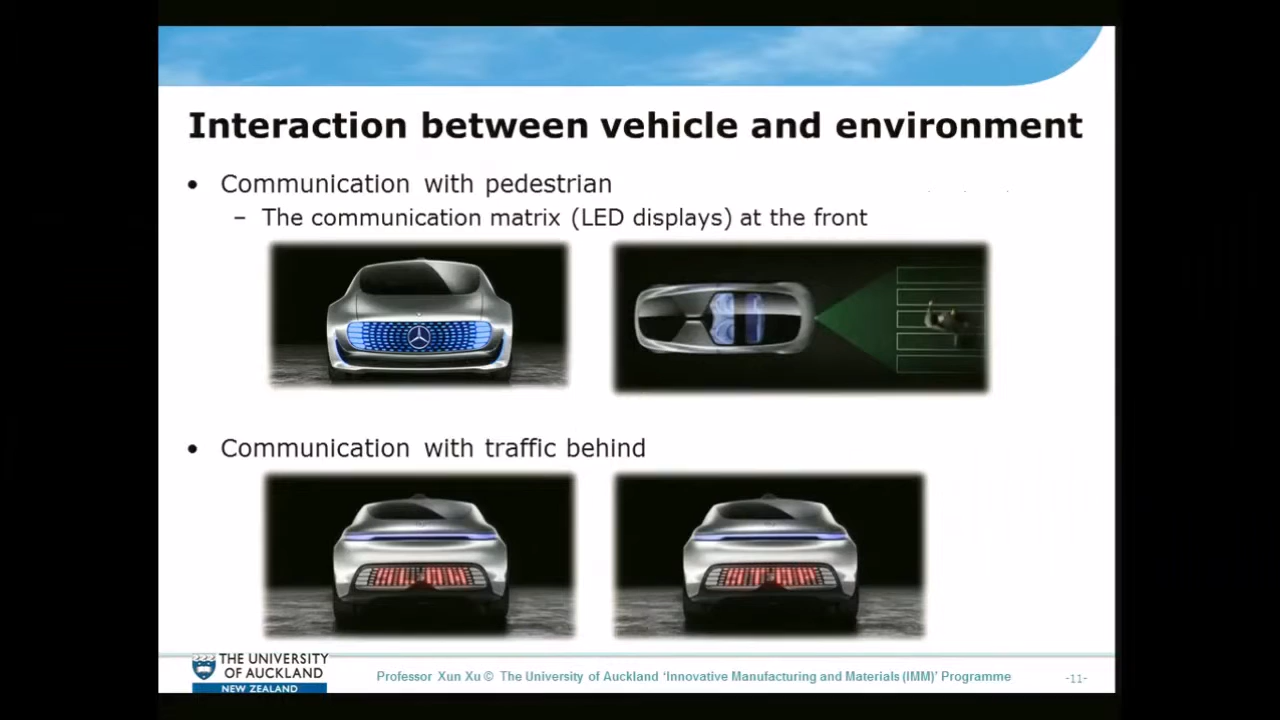 Interaction between vehicle and environment
• Communication with pedestrian
– The communication matrix (LED displays) at the front
• Communication with traffic behind
THE UNIVERSITY
OF AUCKLAND
NEW ZEALAND
Professor Xun Xu © The University of Auckland ‘Innovative Manufacturing and Materials (IMM)’ Programme
-11-